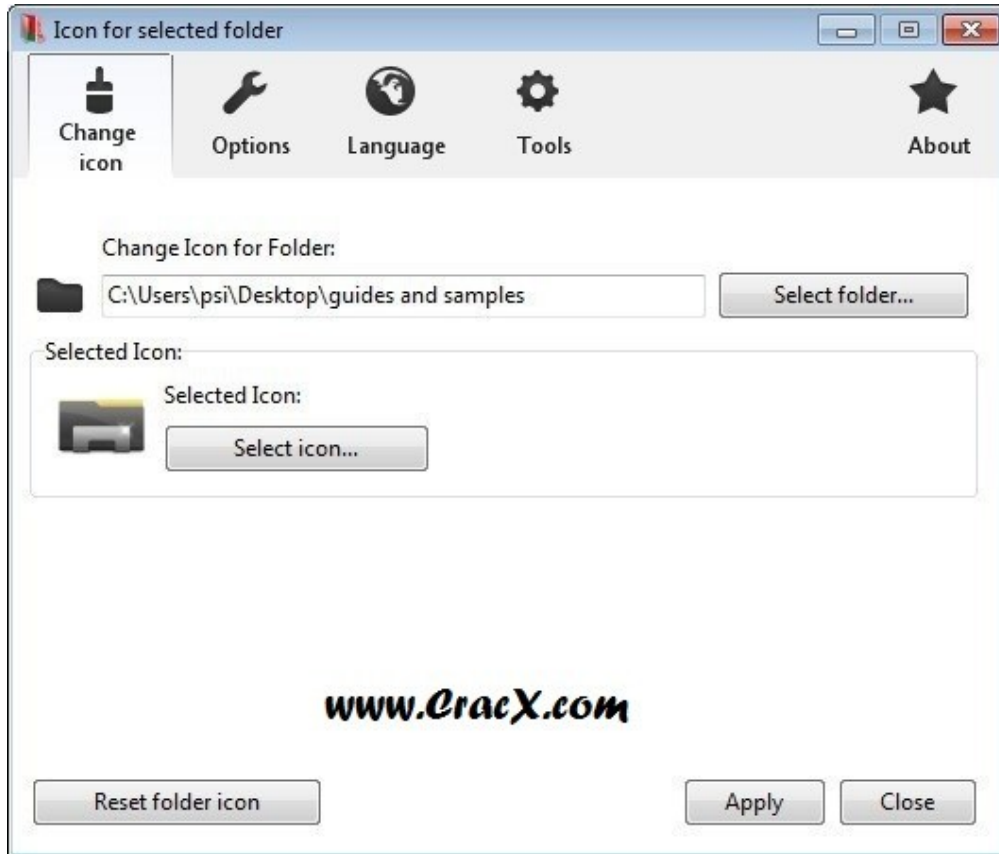 Icon for selected folder
Change
icon
Options
Language
Tools
About
Change Icon for Folder:
C:\Users\psi\Desktop\guides and samples
Select folder...
Selected Icon:
Selected Icon:
Select icon...
www.CracX.com
Reset folder icon
Apply
Close